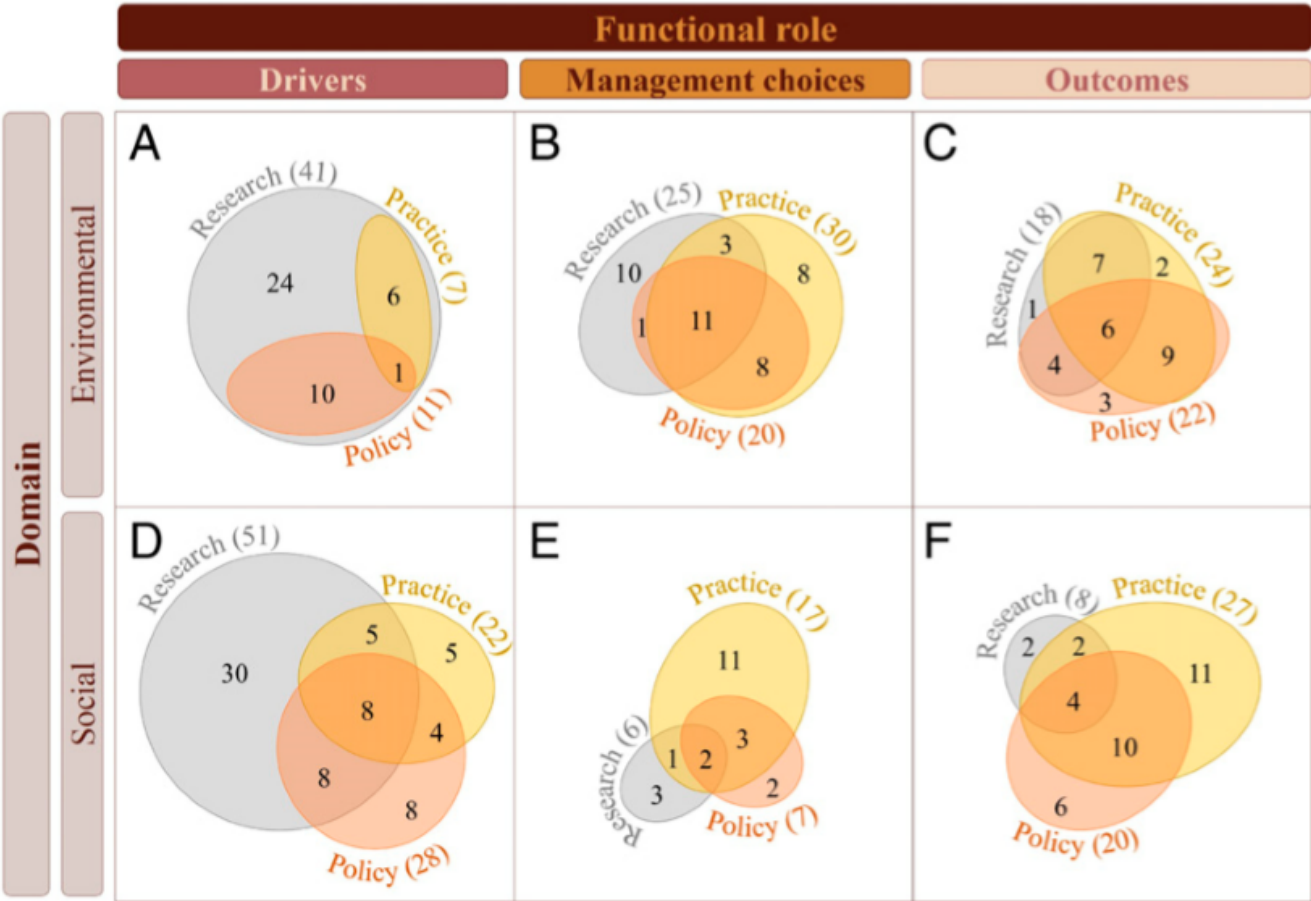 Functional role
Drivers
Management choices
Outcomes
Domain
Environmental
A
Research (41)
Practice (7)
24
6
1
10
Policy (11)
B
Research (25)
Practice (30)
3
10
8
1
11
8
Policy (20)
C
Research (18)
Practice (24)
7
2
1
6
4
9
3
Policy (22)
Social
D
Research (51)
Practice (22)
5
5
30
8
4
8
8
Policy (28)
E
Practice (17)
11
Research (6)
3
1
2
3
2
Policy (7)
F
Research (8)
Practice (27)
2
2
11
4
10
6
Policy (20)